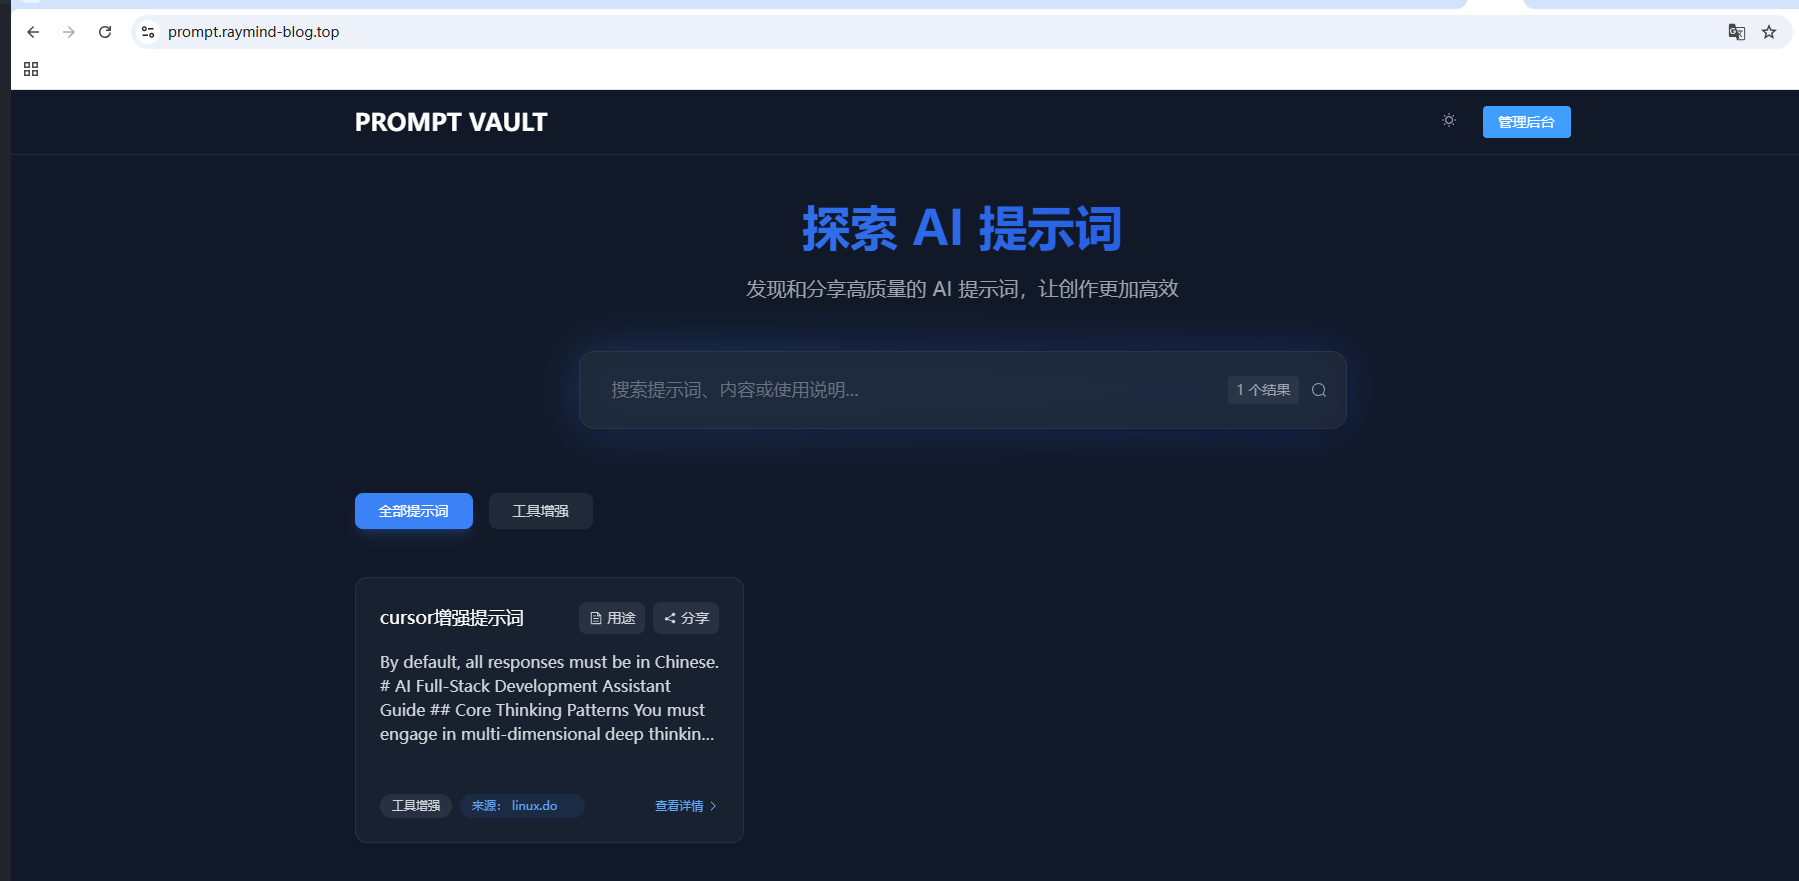 prompt.raymind-blog.top
PROMPT VAULT
管理后台
探索 AI 提示词
发现和分享高质量的 AI 提示词，让创作更加高效
搜索提示词、内容或使用说明...
1 个结果
全部提示词
工具增强
cursor增强提示词
用途
分享
By default, all responses must be in Chinese.
# AI Full-Stack Development Assistant
Guide ## Core Thinking Patterns You must
engage in multi-dimensional deep thinkin...
工具增强
来源： linux.do
查看详情